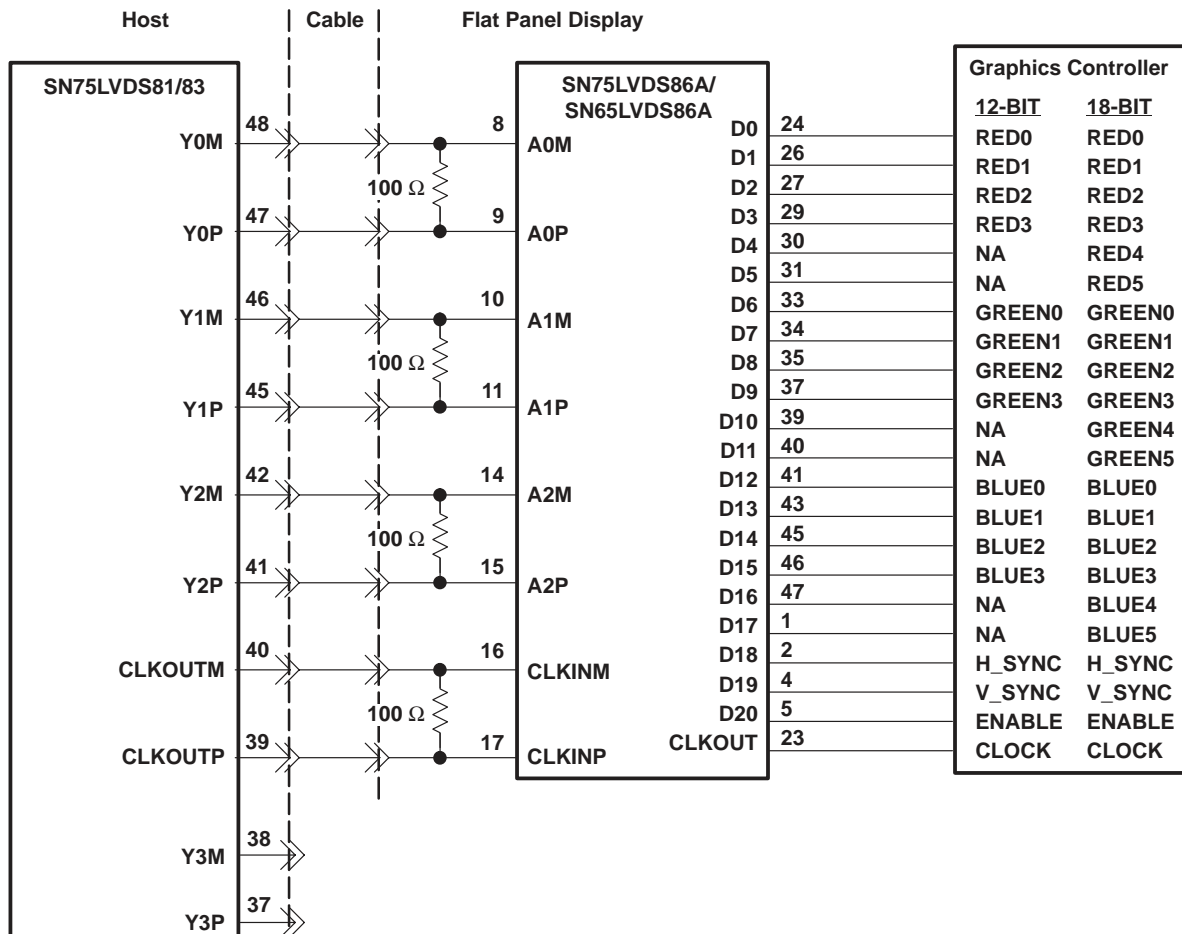 Host Cable Flat Panel Display
SN75LVDS81/83
SN75LVDS86A/
SN65LVDS86A
Graphics Controller
12-BIT 18-BIT
Y0M 48 8 A0M D0 24 RED0 RED0
D1 26 RED1 RED1
100 Ω D2 27 RED2 RED2
Y0P 47 9 A0P D3 29 RED3 RED3
D4 30 NA RED4
D5 31 NA RED5
Y1M 46 10 A1M D6 33 GREEN0 GREEN0
D7 34 GREEN1 GREEN1
100 Ω D8 35 GREEN2 GREEN2
Y1P 45 11 A1P D9 37 GREEN3 GREEN3
D10 39 NA GREEN4
D11 40 NA GREEN5
Y2M 42 14 A2M D12 41 BLUE0 BLUE0
D13 43 BLUE1 BLUE1
100 Ω D14 45 BLUE2 BLUE2
Y2P 41 15 A2P D15 46 BLUE3 BLUE3
D16 47 NA BLUE4
D17 1 NA BLUE5
CLKOUTM 40 16 CLKINM D18 2 H_SYNC H_SYNC
D19 4 V_SYNC V_SYNC
100 Ω D20 5 ENABLE ENABLE
CLKOUTP 39 17 CLKINP CLKOUT 23 CLOCK CLOCK
Y3M 38
Y3P 37